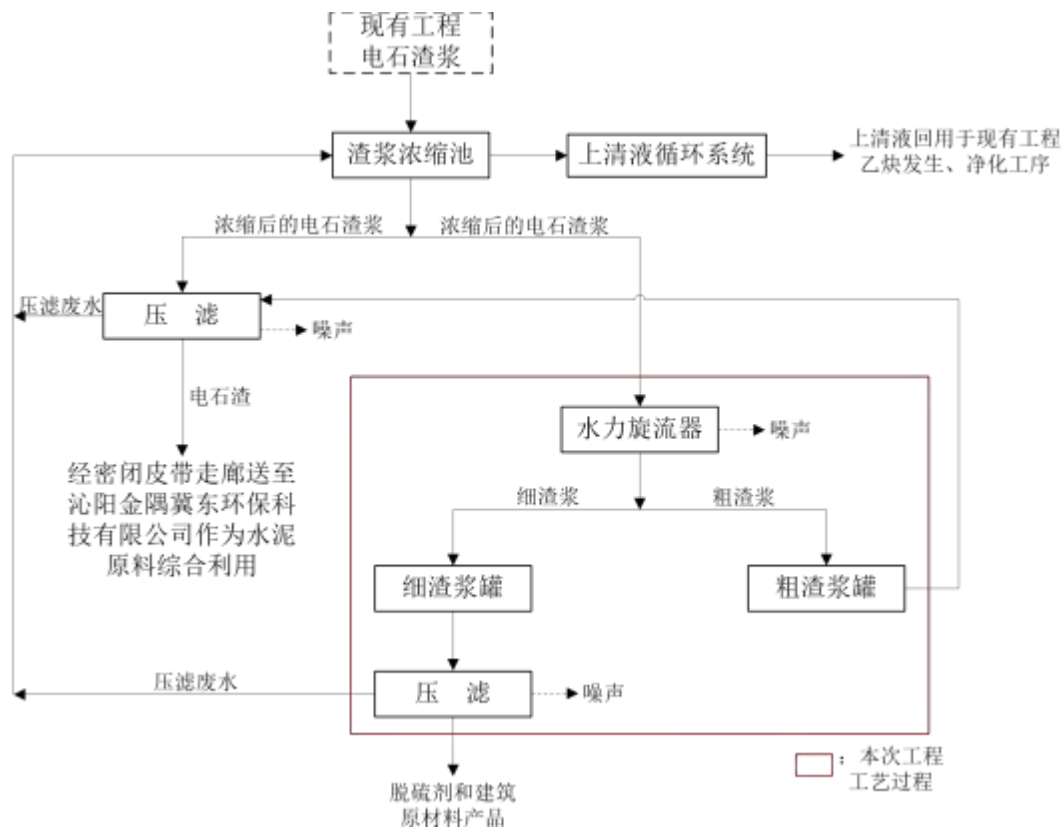 现有工程
电石渣浆
渣浆浓缩池
上清液循环系统
上清液回用于现有工程
乙炔发生、净化工序
浓缩后的电石渣浆
浓缩后的电石渣浆
压滤废水
压 滤
噪声
电石渣
水力旋流器
噪声
经密闭皮带走廊送至
沁阳金隅冀东环保科
技有限公司作为水泥
原料综合利用
细渣浆
粗渣浆
细渣浆罐
粗渣浆罐
压滤废水
压 滤
噪声
：本次工程
工艺过程
脱硫剂和建筑
原材料产品